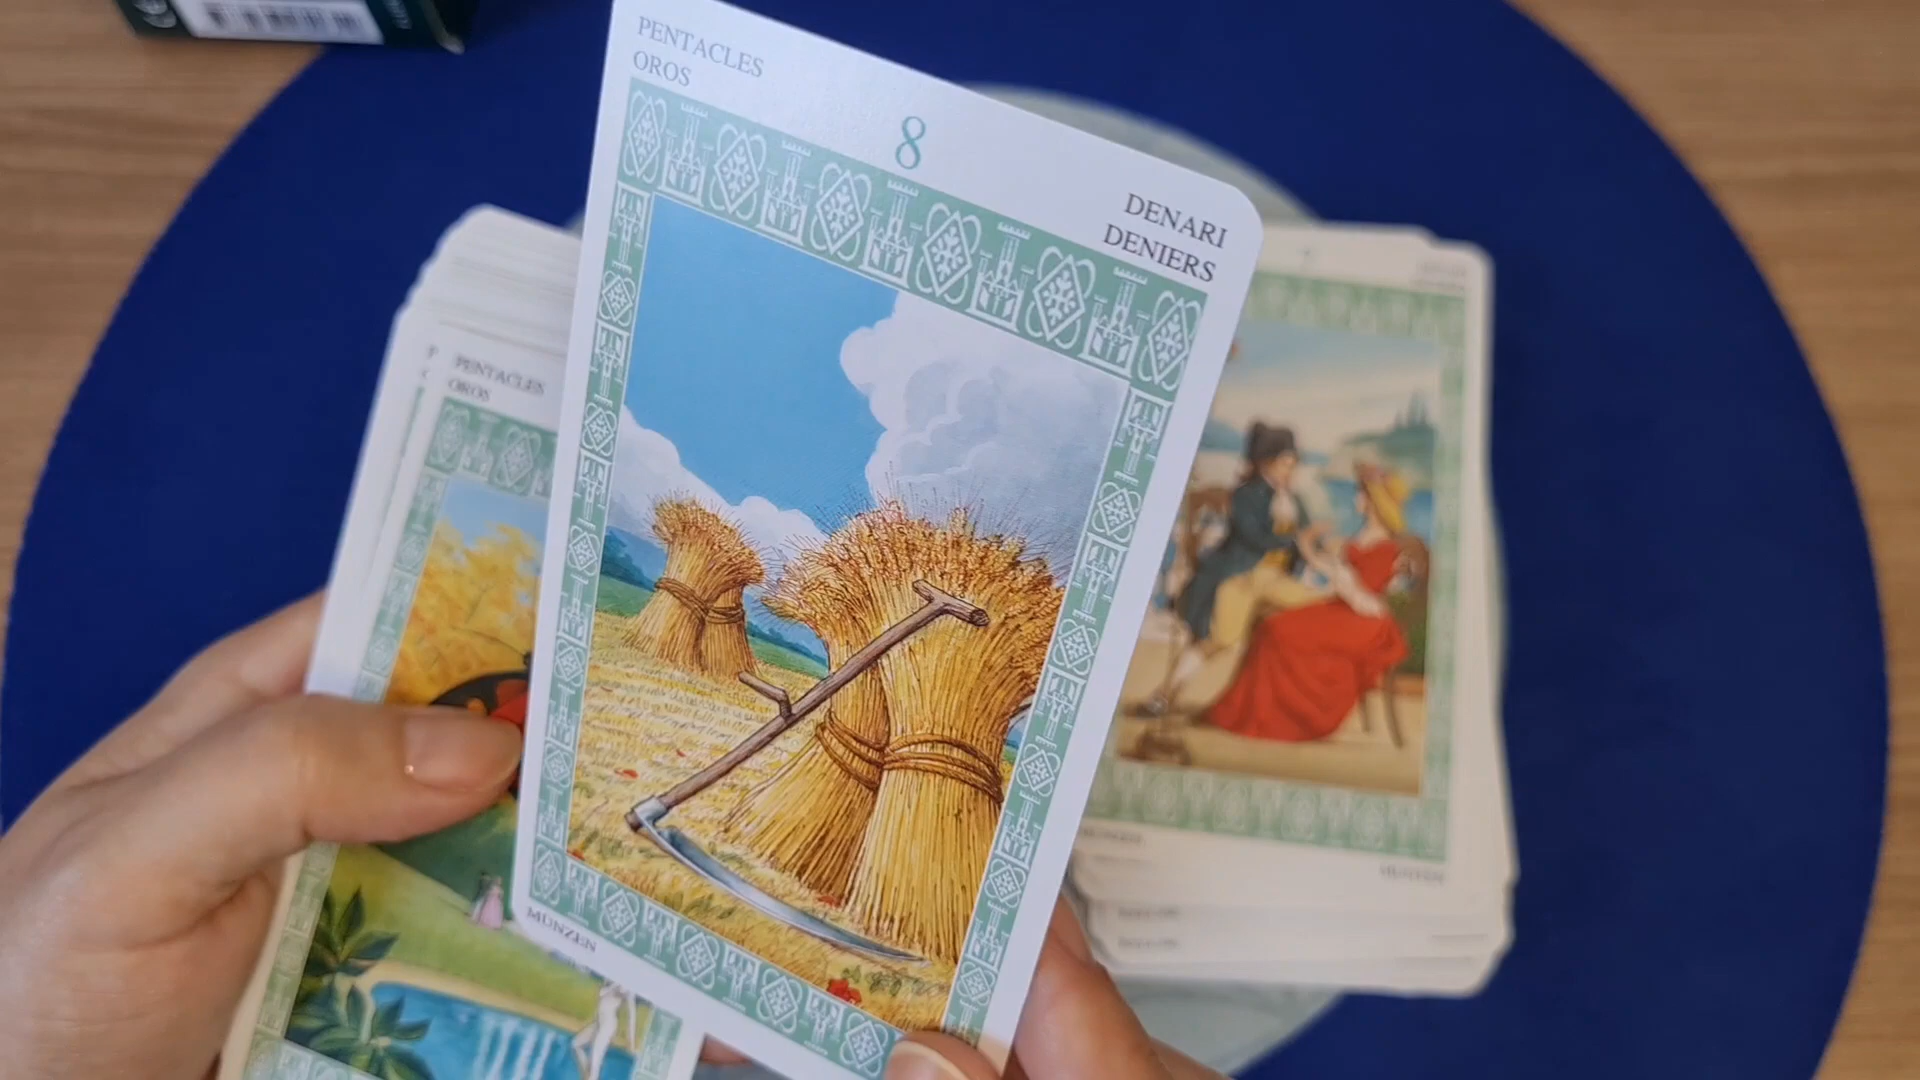 PENTACLES
OROS
8
DENARI
DENIERS
MÜNZEN
PENTACLES
OROS